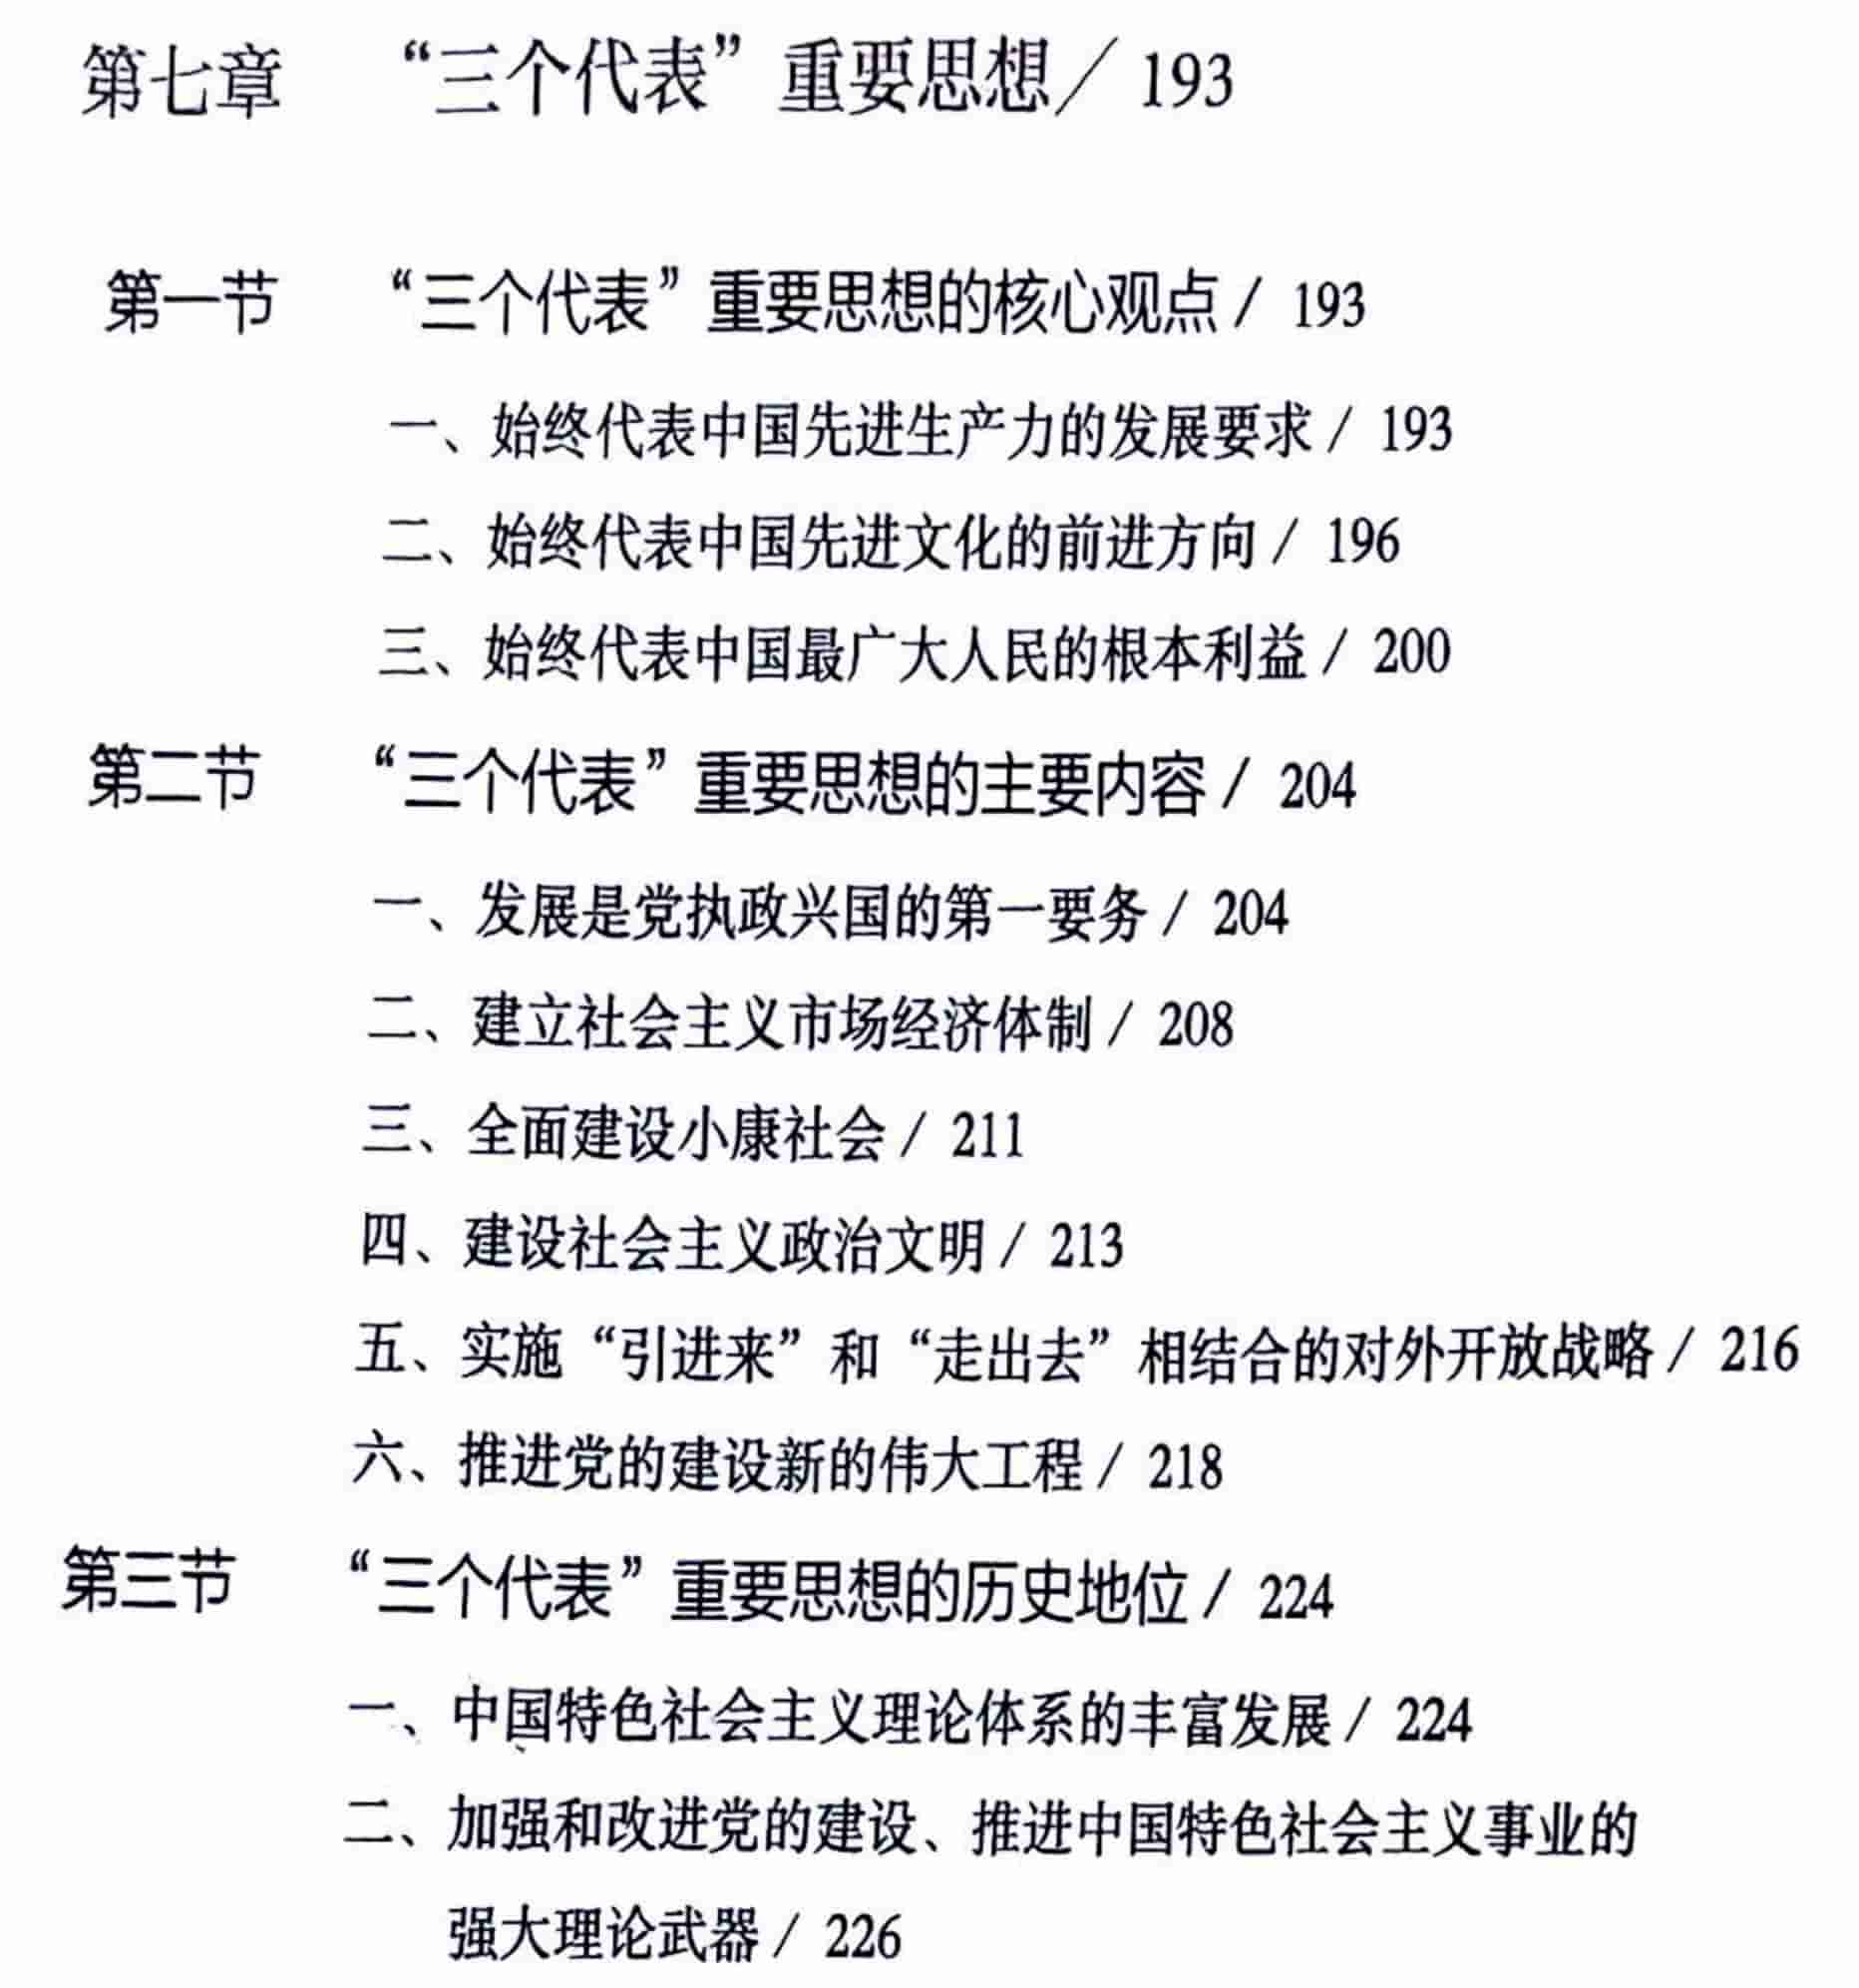 第七章 “三个代表”重要思想／193
第一节 “三个代表”重要思想的核心观点 / 193
一、始终代表中国先进生产力的发展要求 / 193
二、始终代表中国先进文化的前进方向 / 196
三、始终代表中国最广大人民的根本利益 / 200
第二节 “三个代表”重要思想的主要内容 / 204
一、发展是党执政兴国的第一要务 / 204
二、建立社会主义市场经济体制 / 208
三、全面建设小康社会 / 211
四、建设社会主义政治文明 / 213
五、实施“引进来”和“走出去”相结合的对外开放战略 / 216
六、推进党的建设新的伟大工程 / 218
第三节 “三个代表”重要思想的历史地位 / 224
一、中国特色社会主义理论体系的丰富发展 / 224
二、加强和改进党的建设、推进中国特色社会主义事业的
强大理论武器 / 226